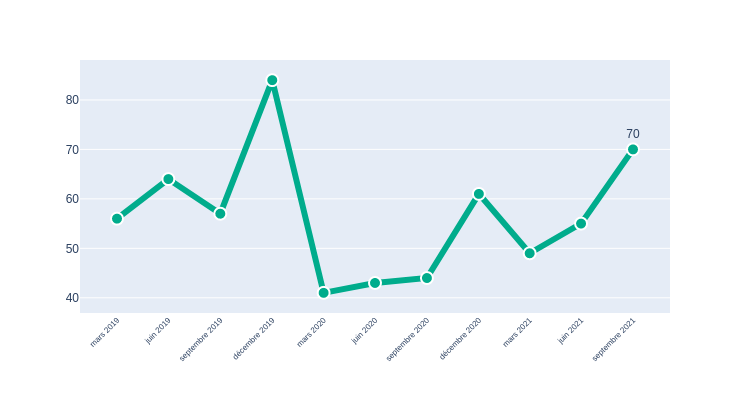 80
70
60
50
40
70
mars 2019
juin 2019
septembre 2019
décembre 2019
mars 2020
juin 2020
septembre 2020
décembre 2020
mars 2021
juin 2021
septembre 2021